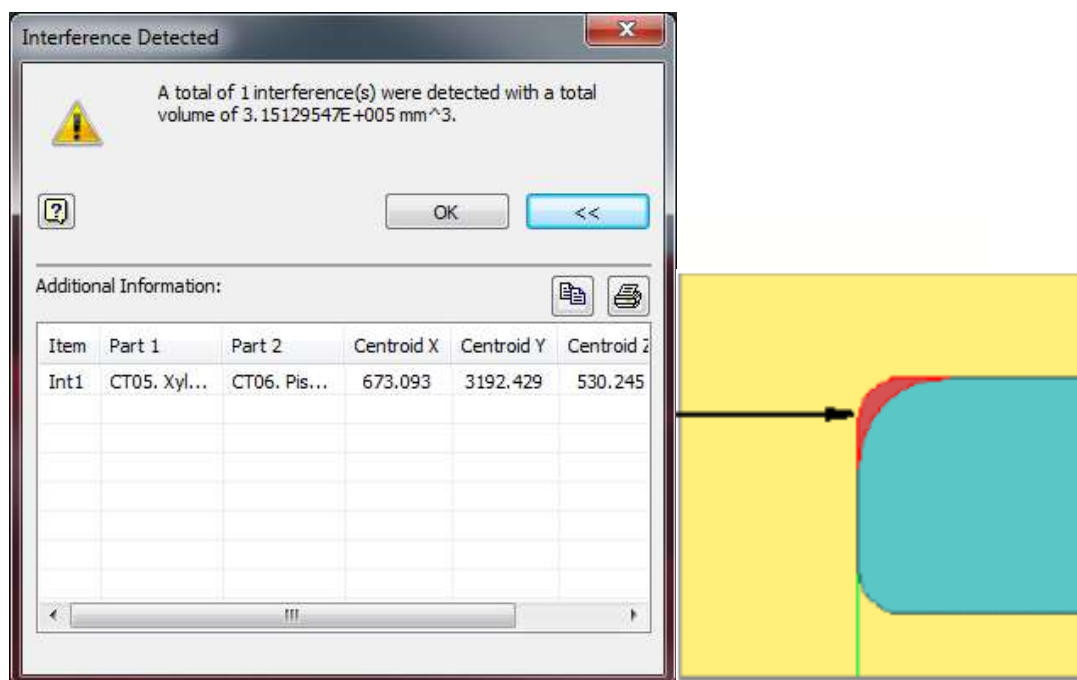 Interference Detected
A total of 1 interference(s) were detected with a total
volume of 3.15129547E+005 mm^3.
OK
<<
Additional Information:
Item Part 1 Part 2 Centroid X Centroid Y Centroid Z
Int1 CT05. Xyl... CT06. Pis... 673.093 3192.429 530.245